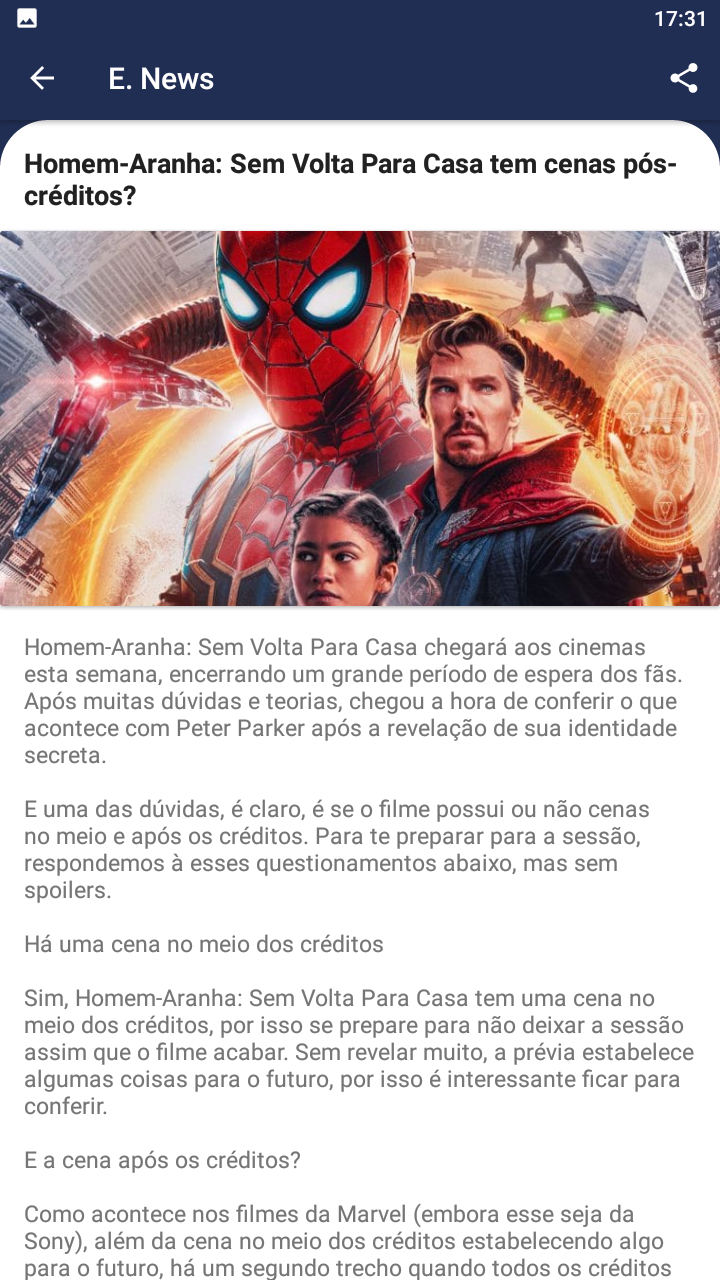 17:31
E. News
Homem-Aranha: Sem Volta Para Casa tem cenas pós-
créditos?
Homem-Aranha: Sem Volta Para Casa chegará aos cinemas
esta semana, encerrando um grande período de espera dos fãs.
Após muitas dúvidas e teorias, chegou a hora de conferir o que
acontece com Peter Parker após a revelação de sua identidade
secreta.
E uma das dúvidas, é claro, é se o filme possui ou não cenas
no meio e após os créditos. Para te preparar para a sessão,
respondemos à esses questionamentos abaixo, mas sem
spoilers.
Há uma cena no meio dos créditos
Sim, Homem-Aranha: Sem Volta Para Casa tem uma cena no
meio dos créditos, por isso se prepare para não deixar a sessão
assim que o filme acabar. Sem revelar muito, a prévia estabelece
algumas coisas para o futuro, por isso é interessante ficar para
conferir.
E a cena após os créditos?
Como acontece nos filmes da Marvel (embora esse seja da
Sony), além da cena no meio dos créditos estabelecendo algo
para o futuro, há um segundo trecho quando todos os créditos